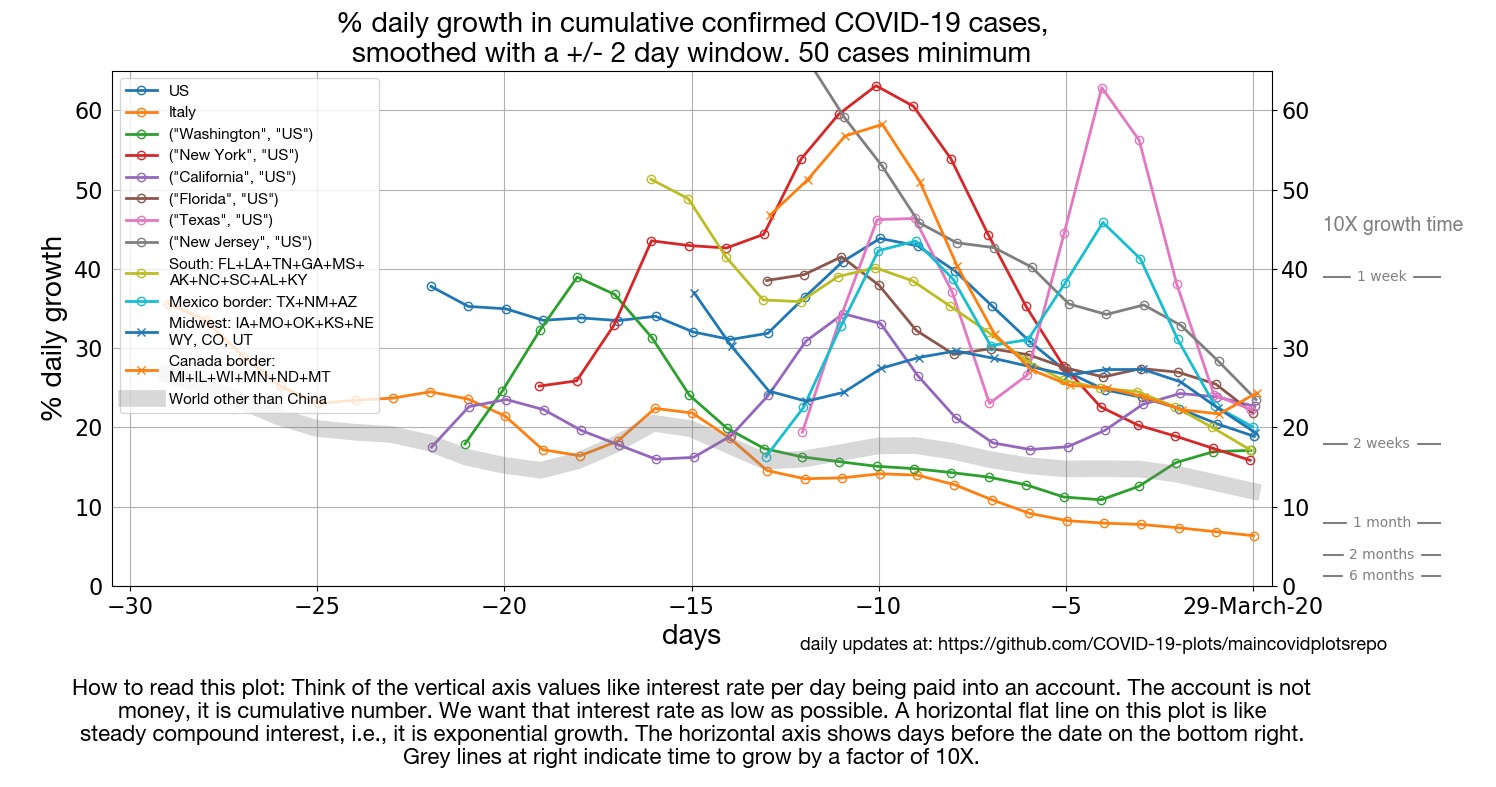 % daily growth in cumulative confirmed COVID-19 cases,
smoothed with a +/- 2 day window. 50 cases minimum
% daily growth
60
50
40
30
20
10
0
US
Italy
("Washington", "US")
("New York", "US")
("California", "US")
("Florida", "US")
("Texas", "US")
("New Jersey", "US")
South: FL+LA+TN+GA+MS+
AK+NC+SC+AL+KY
Mexico border: TX+NM+AZ
Midwest: IA+MO+OK+KS+NE
WY, CO, UT
Canada border:
MI+IL+WI+MN+ND+MT
World other than China
60
50
40
30
20
10
0
10X growth time
1 week
2 weeks
1 month
2 months
6 months
−30 −25 −20 −15 −10 −5 29-March-20
days
daily updates at: https://github.com/COVID-19-plots/maincovidplotsrepo
How to read this plot: Think of the vertical axis values like interest rate per day being paid into an account. The account is not
money, it is cumulative number. We want that interest rate as low as possible. A horizontal flat line on this plot is like
steady compound interest, i.e., it is exponential growth. The horizontal axis shows days before the date on the bottom right.
Grey lines at right indicate time to grow by a factor of 10X.